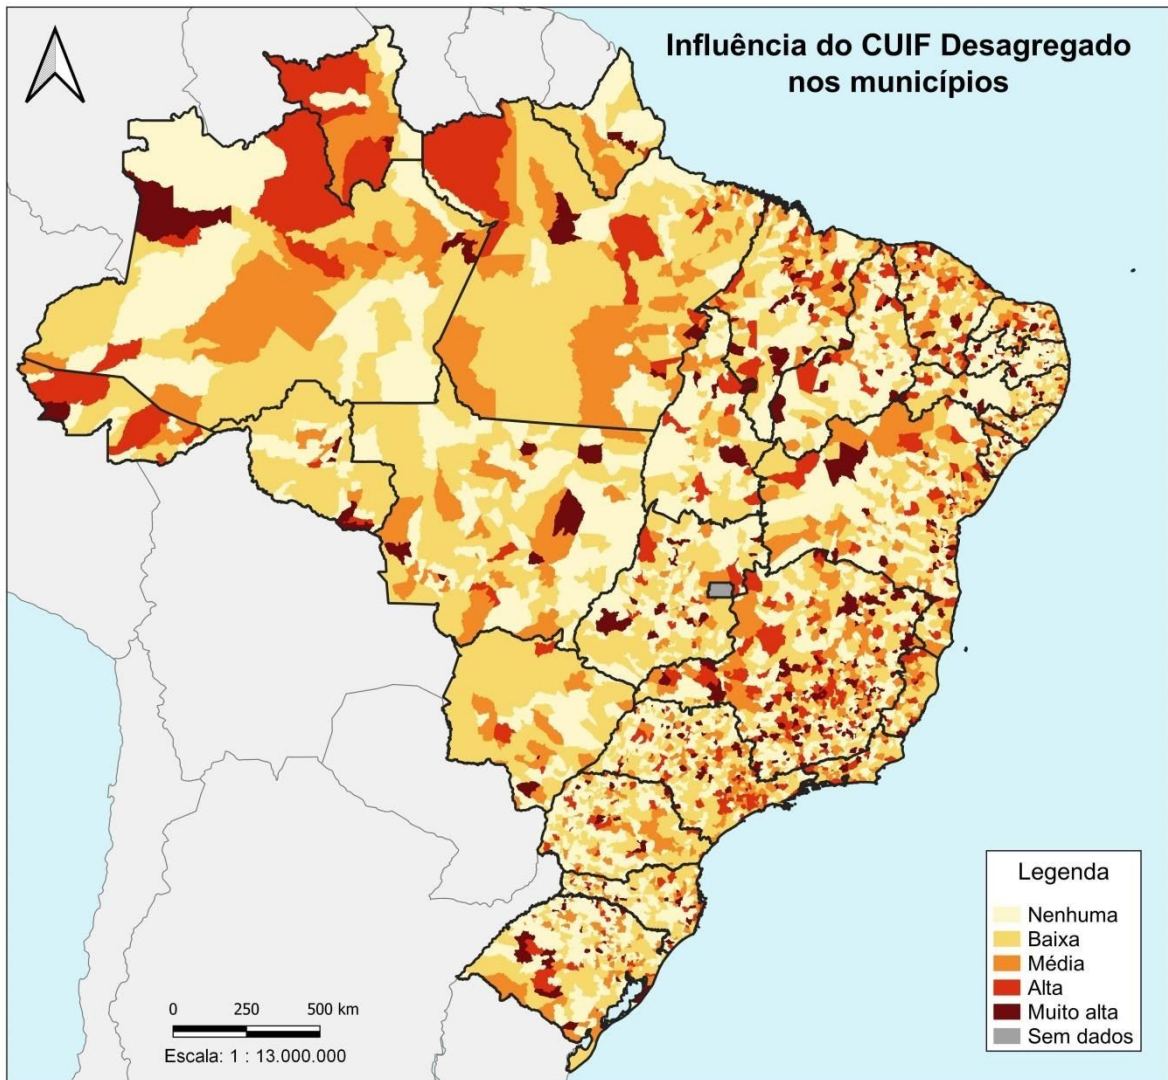 Influência do CUIF Desagregado
nos municípios
Legenda
Nenhuma
Baixa
Média
Alta
Muito alta
Sem dados
0 250 500 km
Escala: 1 : 13.000.000